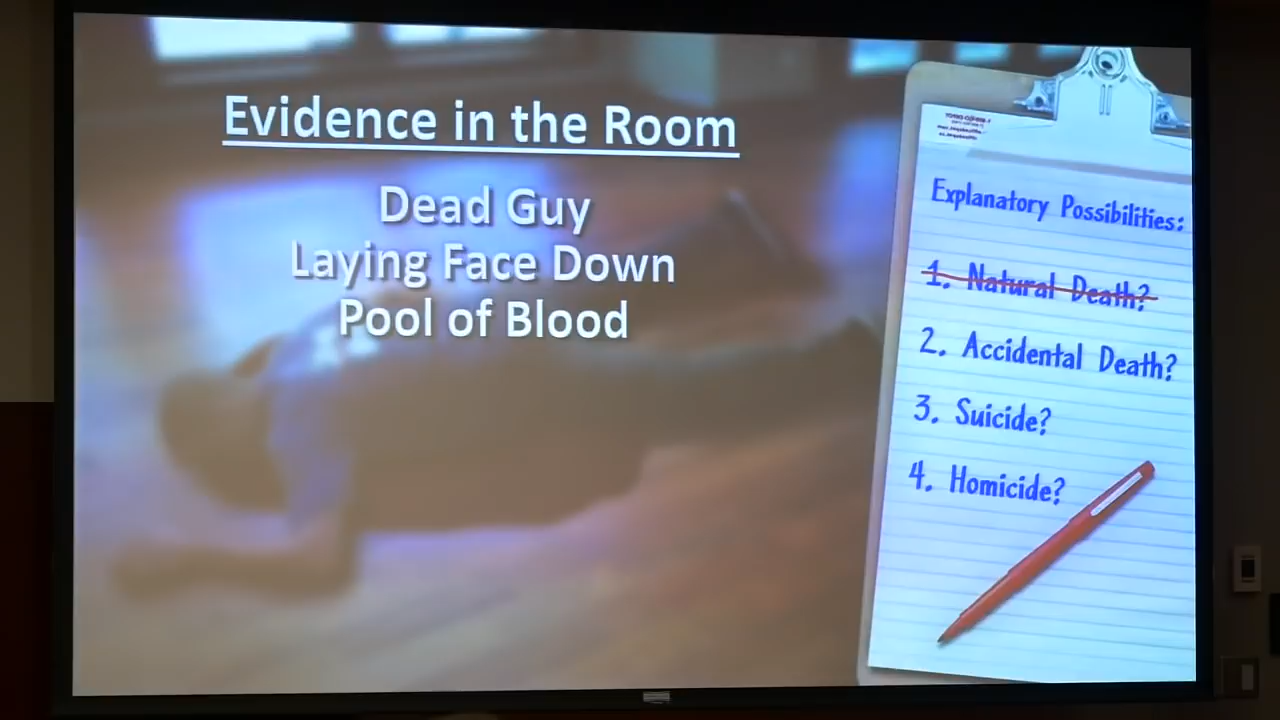 Evidence in the Room
Dead Guy
Laying Face Down
Pool of Blood
Explanatory Possibilities:
1. Natural Death?
2. Accidental Death?
3. Suicide?
4. Homicide?